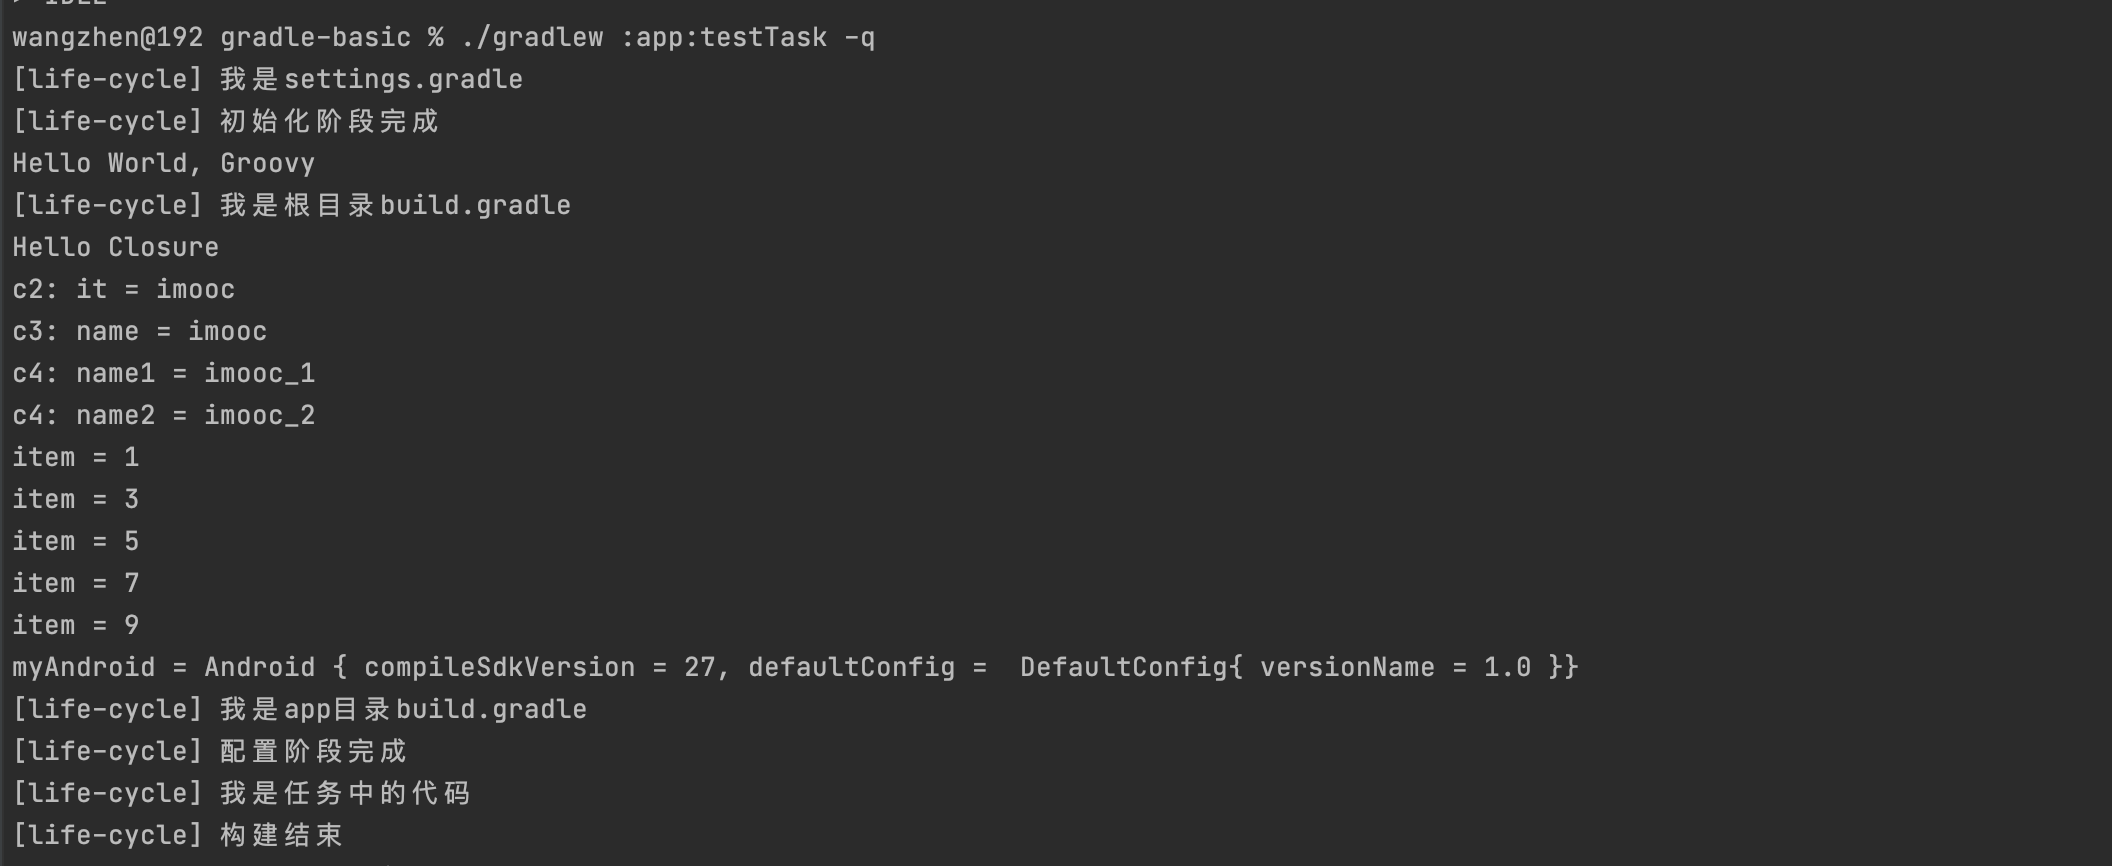 > IDLE
wangzhen@192 gradle-basic % ./gradlew :app:testTask -q
[life-cycle] 我是settings.gradle
[life-cycle] 初始化阶段完成
Hello World, Groovy
[life-cycle] 我是根目录build.gradle
Hello Closure
c2: it = imooc
c3: name = imooc
c4: name1 = imooc_1
c4: name2 = imooc_2
item = 1
item = 3
item = 5
item = 7
item = 9
myAndroid = Android { compileSdkVersion = 27, defaultConfig =  DefaultConfig{ versionName = 1.0 }}
[life-cycle] 我是app目录build.gradle
[life-cycle] 配置阶段完成
[life-cycle] 我是任务中的代码
[life-cycle] 构建结束